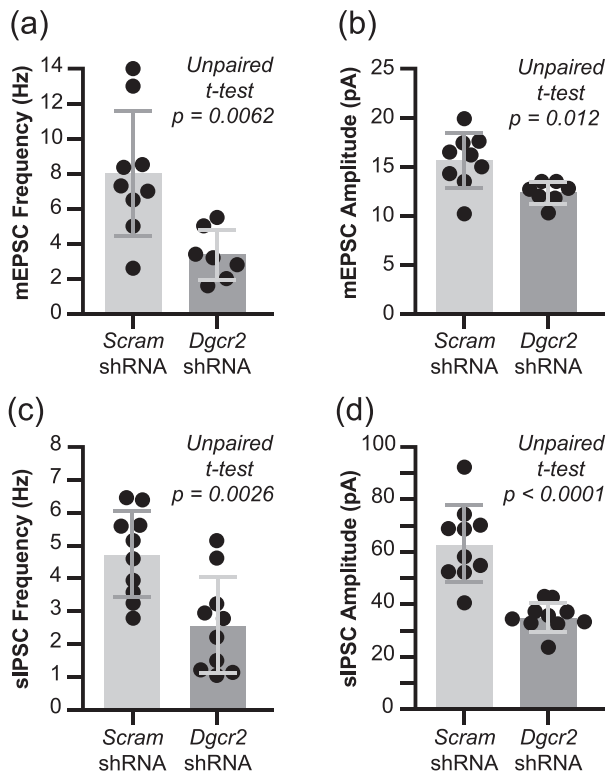 (a)
mEPSC Frequency (Hz)
14
12
10
8
6
4
2
0
Unpaired
t-test
p = 0.0062
Scram
shRNA
Dgcr2
shRNA
(b)
mEPSC Amplitude (pA)
25
20
15
10
5
0
Unpaired
t-test
p = 0.012
Scram
shRNA
Dgcr2
shRNA
(c)
sIPSC Frequency (Hz)
8
7
6
5
4
3
2
1
0
Unpaired
t-test
p = 0.0026
Scram
shRNA
Dgcr2
shRNA
(d)
sIPSC Amplitude (pA)
100
80
60
40
20
0
Unpaired
t-test
p < 0.0001
Scram
shRNA
Dgcr2
shRNA